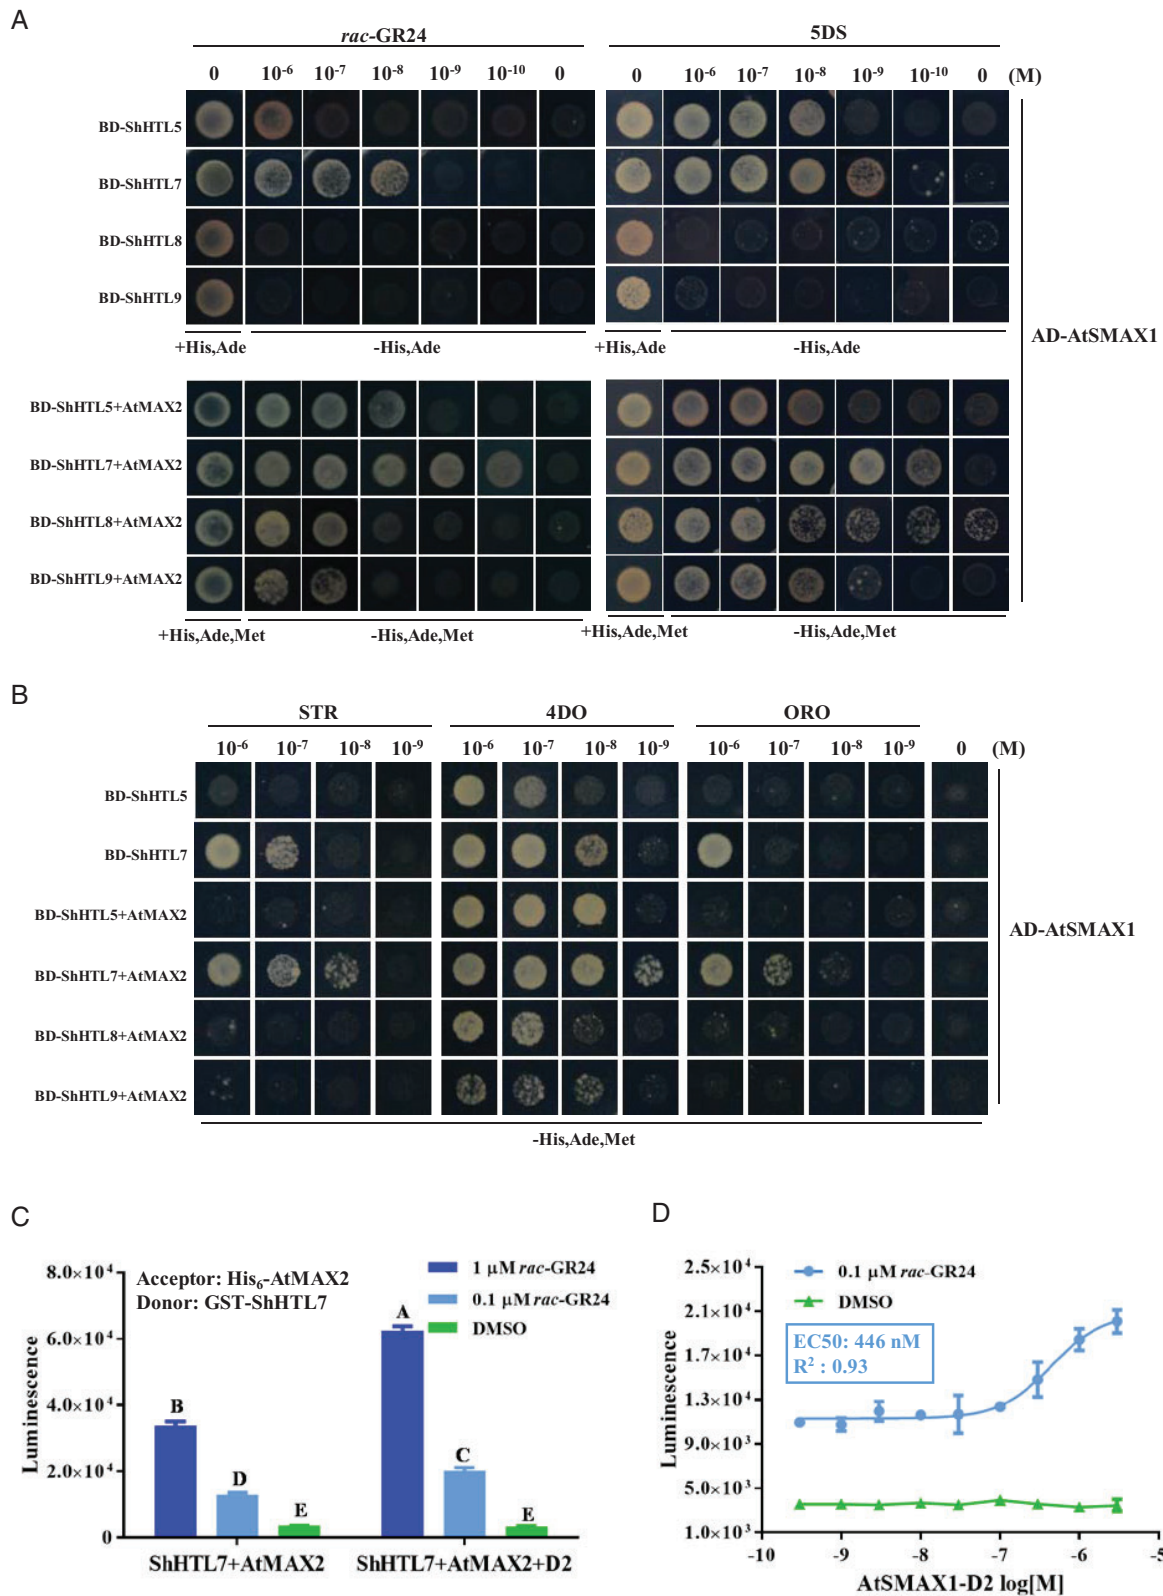 A
rac-GR24
5DS
0 10-6 10-7 10-8 10-9 10-10 0
0 10-6 10-7 10-8 10-9 10-10 0 (M)
BD-ShHTL5
BD-ShHTL7
BD-ShHTL8
BD-ShHTL9
+His,Ade
-His,Ade
+His,Ade
-His,Ade
AD-AtSMAX1
BD-ShHTL5+AtMAX2
BD-ShHTL7+AtMAX2
BD-ShHTL8+AtMAX2
BD-ShHTL9+AtMAX2
+His,Ade,Met
-His,Ade,Met
+His,Ade,Met
-His,Ade,Met
B
STR
4DO
ORO
10-6 10-7 10-8 10-9
10-6 10-7 10-8 10-9
10-6 10-7 10-8 10-9 0 (M)
BD-ShHTL5
BD-ShHTL7
BD-ShHTL5+AtMAX2
BD-ShHTL7+AtMAX2
BD-ShHTL8+AtMAX2
BD-ShHTL9+AtMAX2
AD-AtSMAX1
-His,Ade,Met
C
Luminescence
8.0×10⁴
6.0×10⁴
4.0×10⁴
2.0×10⁴
0
Acceptor: His₆-AtMAX2
Donor: GST-ShHTL7
1 μM rac-GR24
0.1 μM rac-GR24
DMSO
B
D
E
A
C
E
ShHTL7+AtMAX2
ShHTL7+AtMAX2+D2
D
Luminescence
2.5×10⁴
2.1×10⁴
1.7×10⁴
1.3×10⁴
9.0×10³
5.0×10³
1.0×10³
0.1 μM rac-GR24
DMSO
EC50: 446 nM
R² : 0.93
-10 -9 -8 -7 -6 -5
AtSMAX1-D2 log[M]